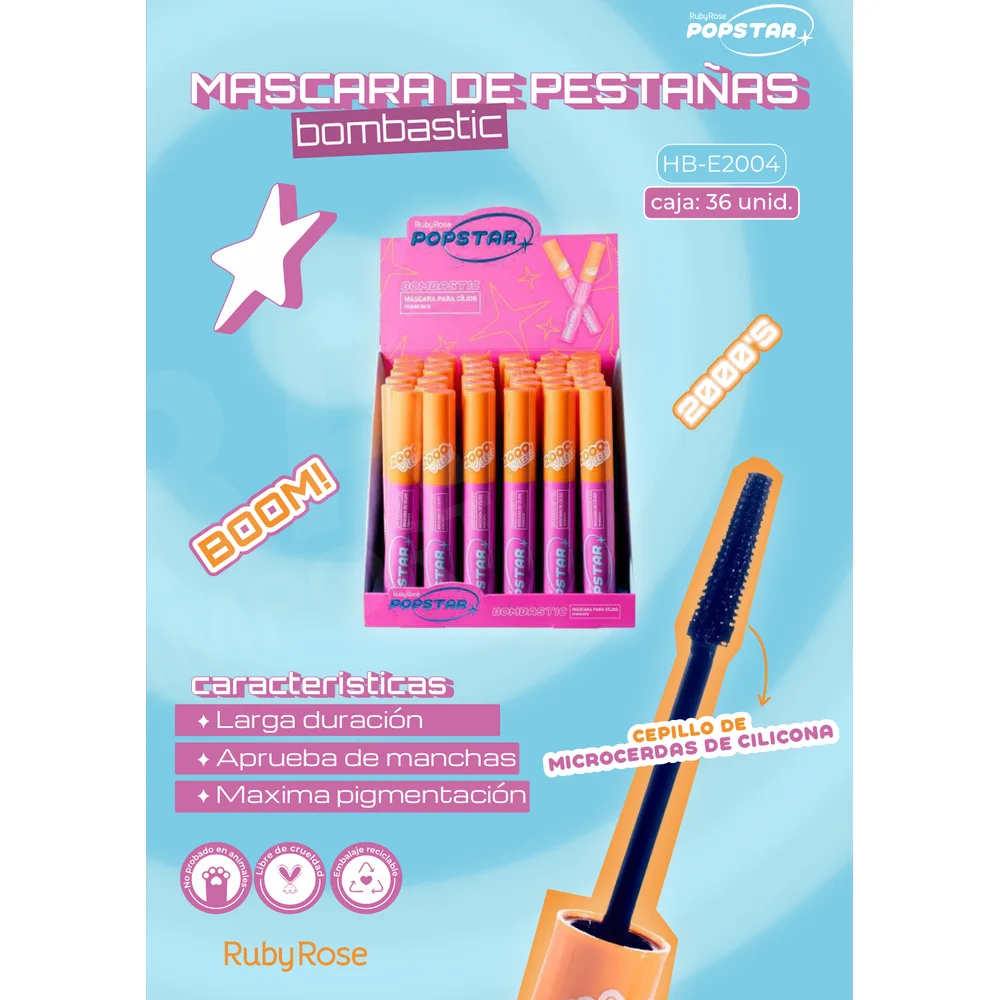 RubyRose
POPSTAR
MASCARA DE PESTAÑAS
bombastic
HB-E2004
caja: 36 unid.
RubyRose
POPSTAR
BOMBASTIC
MÁSCARA PARA CÍLIOS
mascara
2000'S
BOOM!
RubyRose
POPSTAR
BOMBASTIC
MÁSCARA PARA CÍLIOS
caracteristicas
Larga duración
Aprueba de manchas
Maxima pigmentación
CEPILLO DE
MICROCERDAS DE CILICONA
No probado en animales
Libre de crueldad
Embalaje reciclable
RubyRose